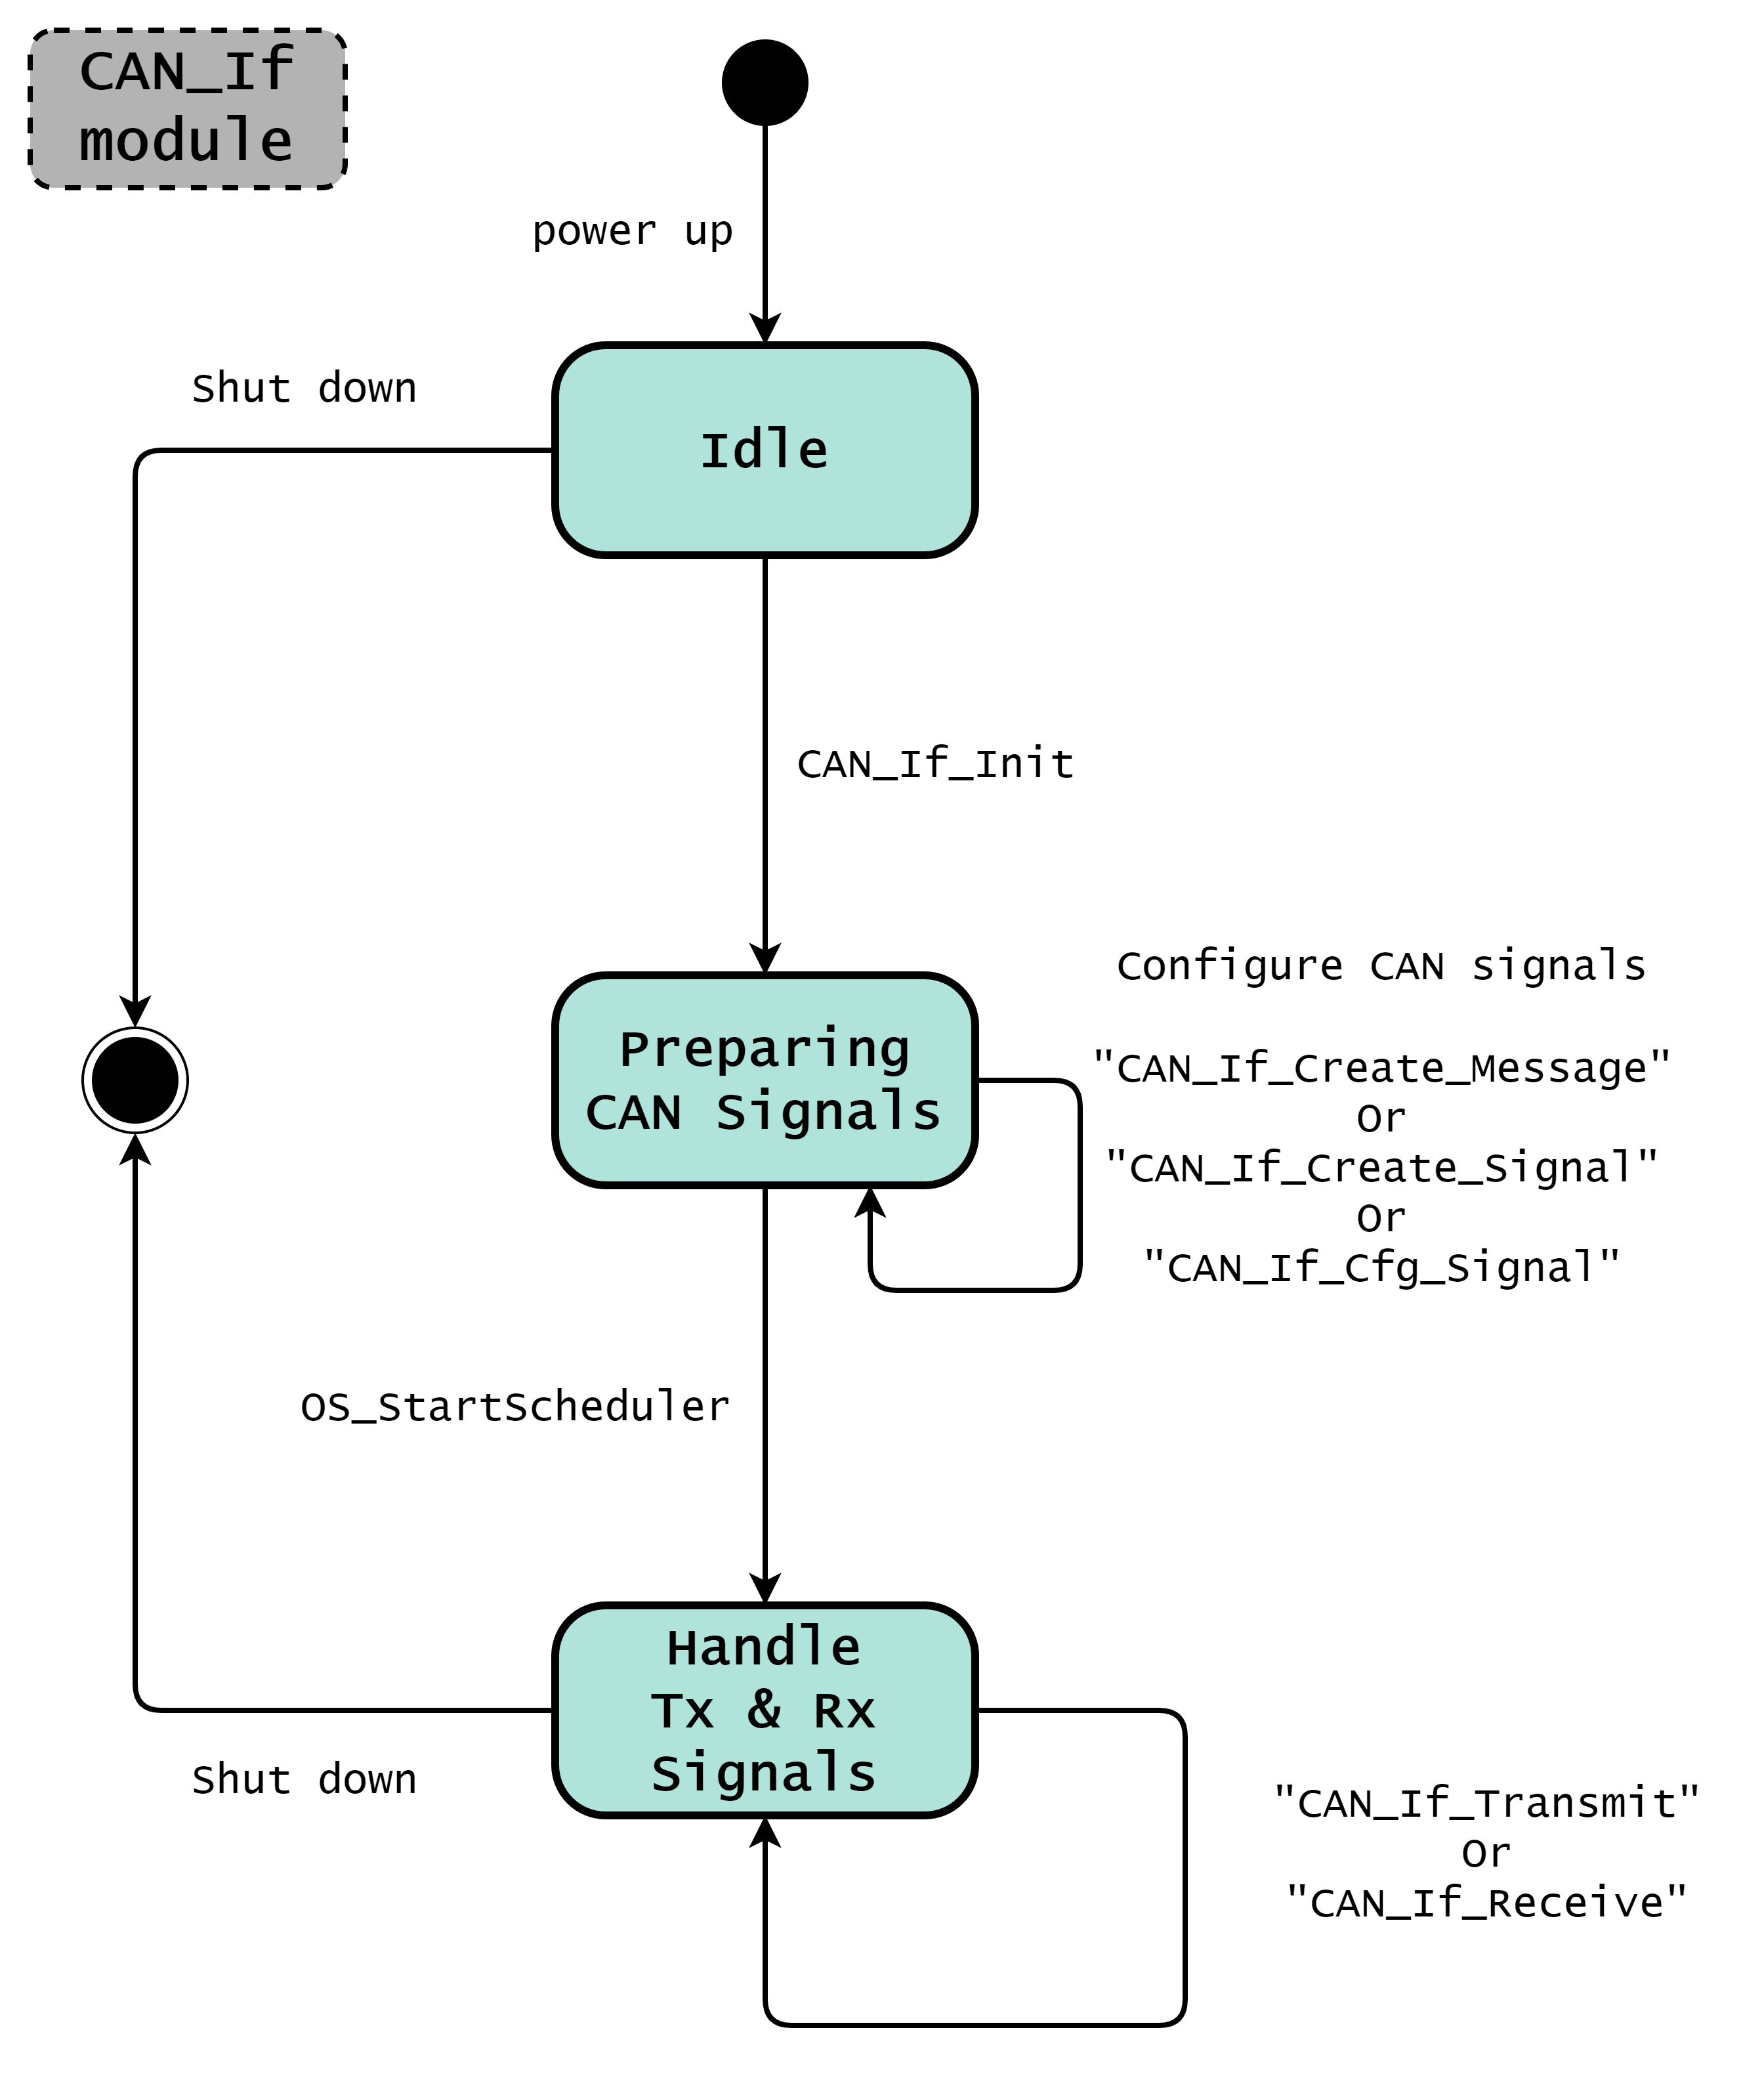 CAN_If
module
power up
Shut down
Idle
CAN_If_Init
Configure CAN signals
Preparing
CAN Signals
"CAN_If_Create_Message"
Or
"CAN_If_Create_Signal"
Or
"CAN_If_Cfg_Signal"
OS_StartScheduler
Handle
Tx & Rx
Signals
Shut down
"CAN_If_Transmit"
Or
"CAN_If_Receive"